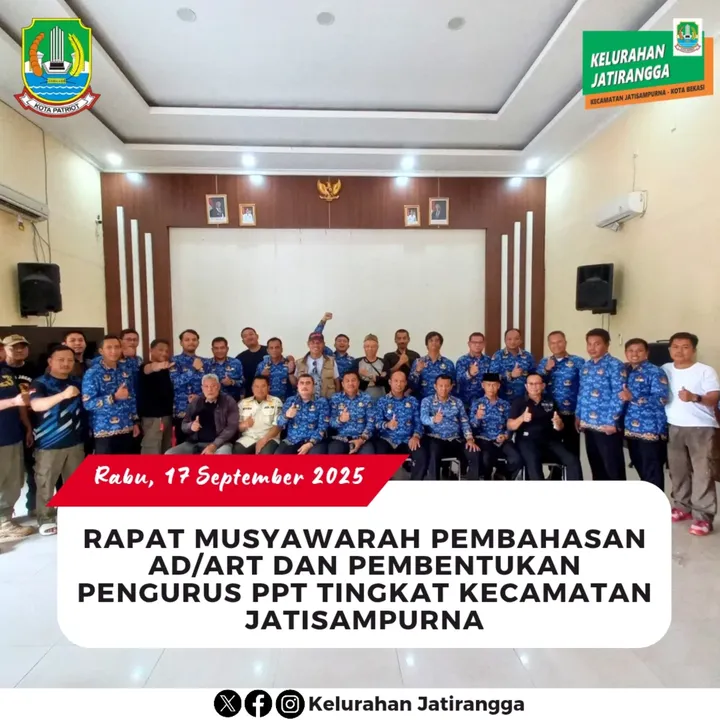 KOTA PATRIOT
KELURAHAN
JATIRANGGA
KECAMATAN JATISAMPURNA - KOTA BEKASI
Rabu, 17 September 2025
RAPAT MUSYAWARAH PEMBAHASAN
AD/ART DAN PEMBENTUKAN
PENGURUS PPT TINGKAT KECAMATAN
JATISAMPURNA
Kelurahan Jatirangga